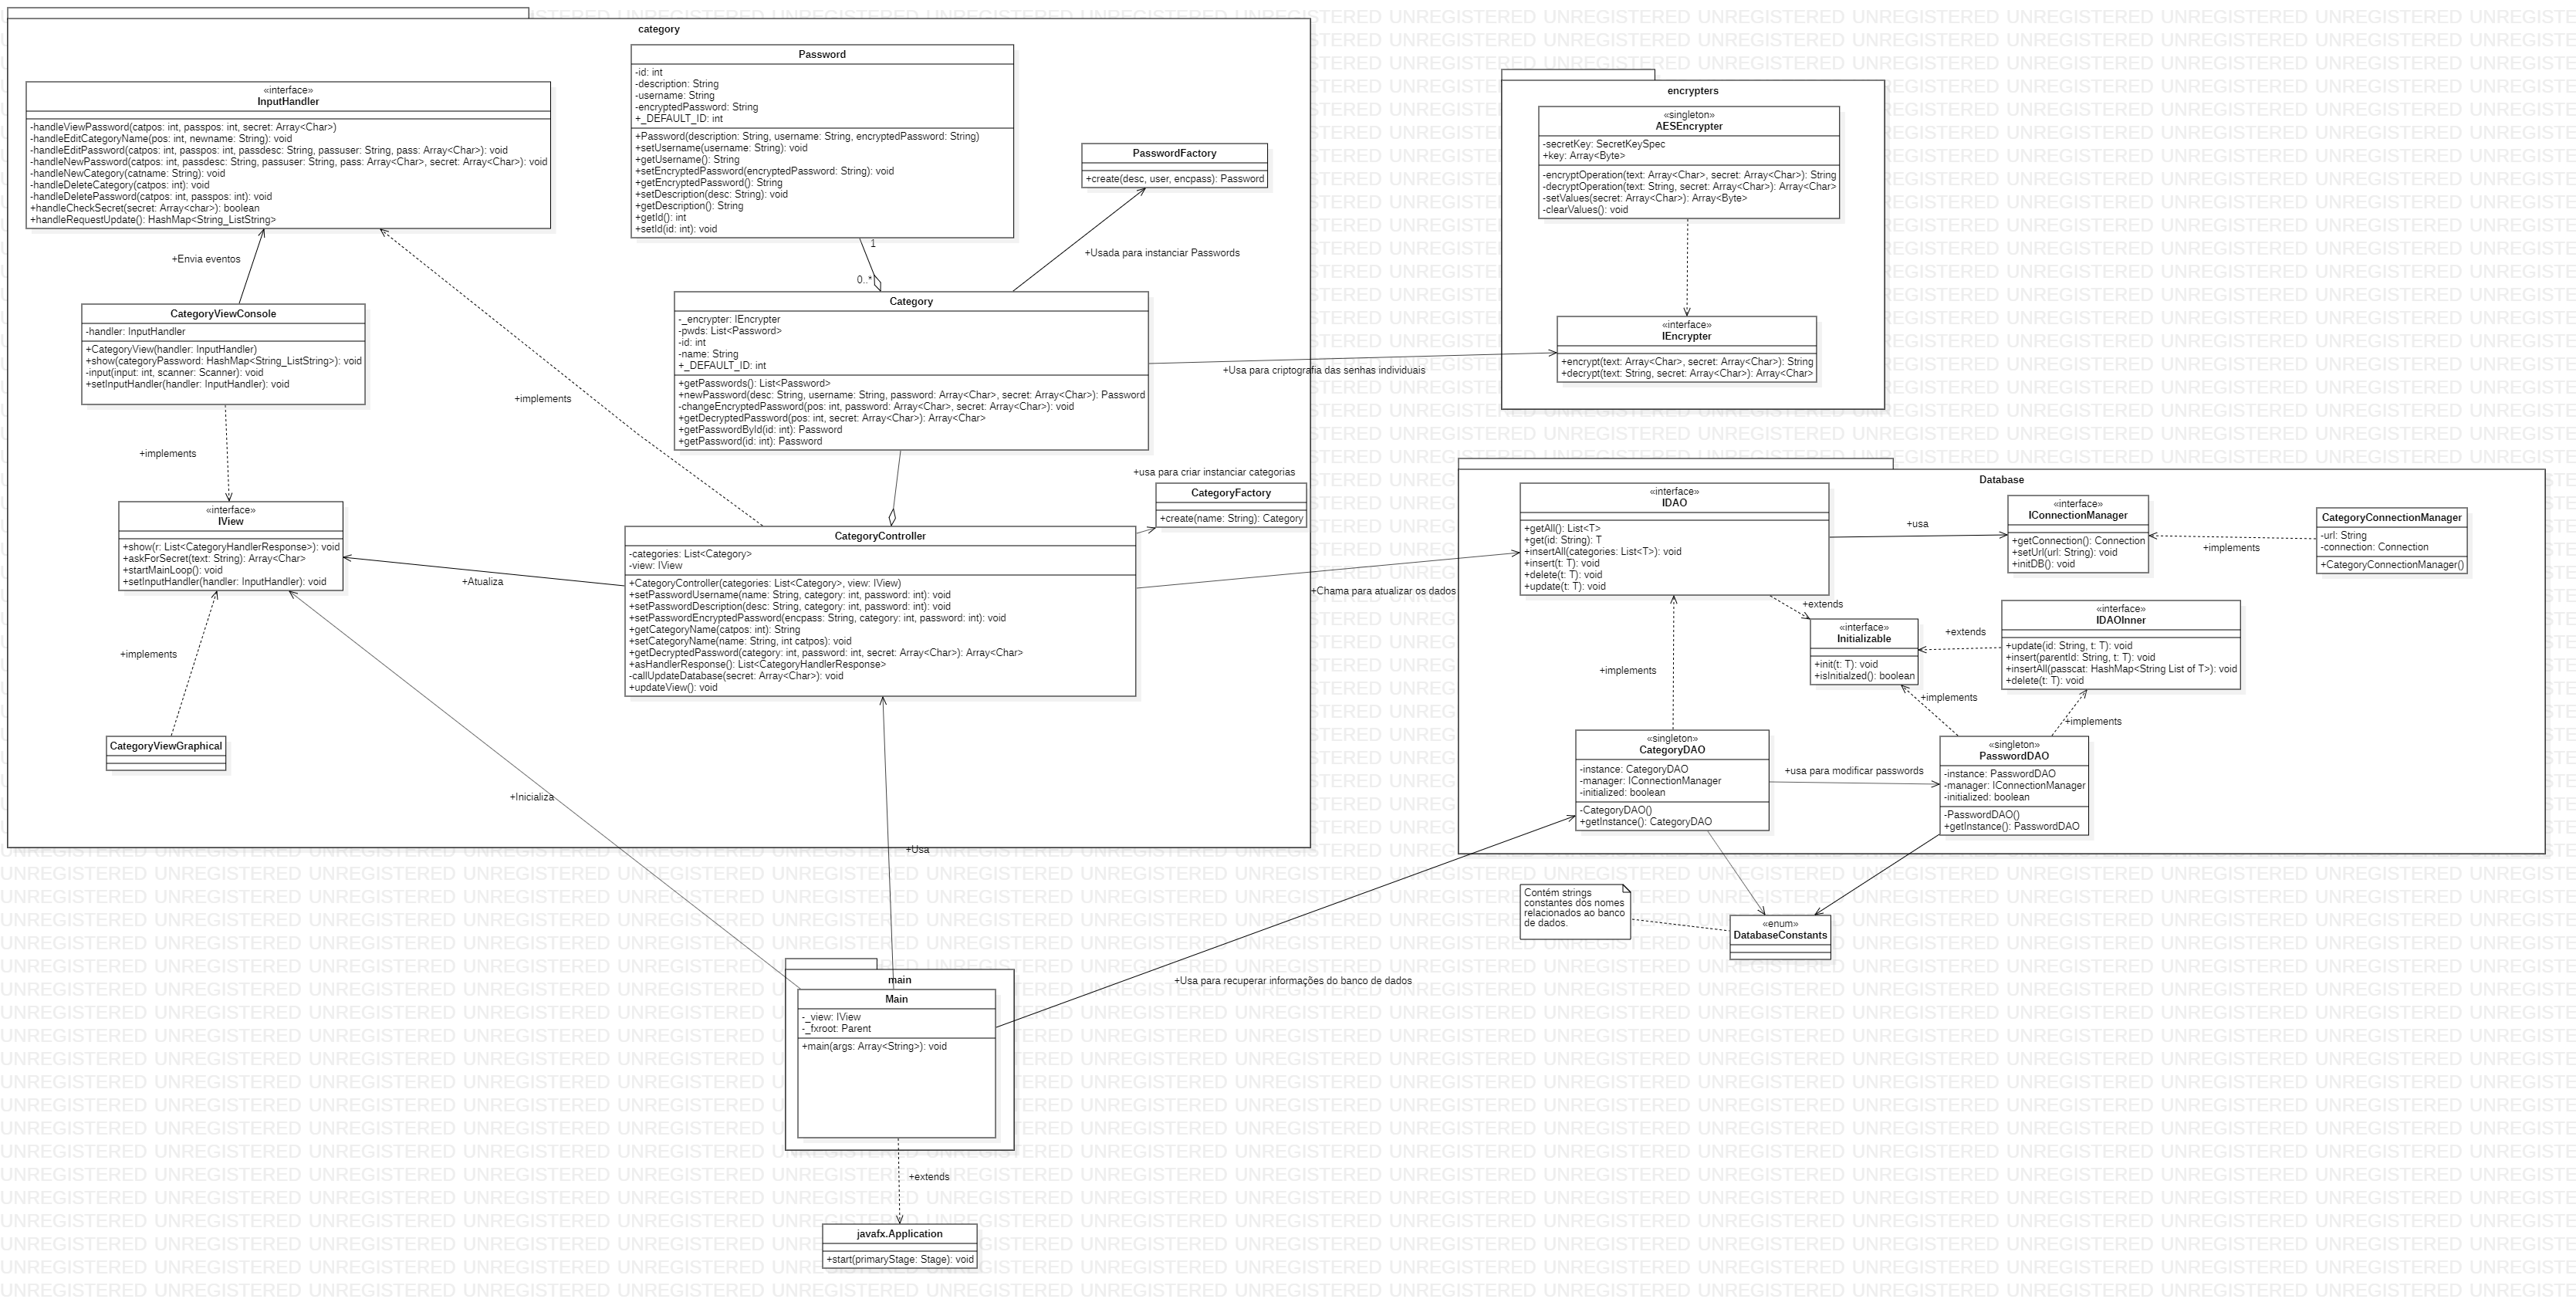 category
«interface»
InputHandler
-handleViewPassword(catpos: int, passpos: int, secret: Array<Char>)
-handleEditCategoryName(pos: int, newname: String): void
-handleEditPassword(catpos: int, passpos: int, passdesc: String, passuser: String, pass: Array<Char>): void
-handleNewPassword(catpos: int, passdesc: String, passuser: String, pass: Array<Char>, secret: Array<Char>): void
-handleNewCategory(catname: String): void
-handleDeleteCategory(catpos: int): void
-handleDeletePassword(catpos: int, passpos: int): void
+handleCheckSecret(secret: Array<char>): boolean
+handleRequestUpdate(): HashMap<String_ListString>
Password
-id: int
-description: String
-username: String
-encryptedPassword: String
+_DEFAULT_ID: int
+Password(description: String, username: String, encryptedPassword: String)
+setUsername(username: String): void
+getUsername(): String
+setEncryptedPassword(encryptedPassword: String): void
+getEncryptedPassword(): String
+setDescription(desc: String): void
+getDescription(): String
+getId(): int
+setId(id: int): void
PasswordFactory
+create(desc, user, encpass): Password
+Envia eventos
1
0..*
+Usada para instanciar Passwords
CategoryViewConsole
-handler: InputHandler
+CategoryView(handler: InputHandler)
+show(categoryPassword: HashMap<String_ListString>): void
-input(input: int, scanner: Scanner): void
+setInputHandler(handler: InputHandler): void
Category
-_encrypter: IEncrypter
-pwds: List<Password>
-id: int
-name: String
+_DEFAULT_ID: int
+getPasswords(): List<Password>
+newPassword(desc: String, username: String, password: Array<Char>, secret: Array<Char>): Password
-changeEncryptedPassword(pos: int, password: Array<Char>, secret: Array<Char>): void
+getDecryptedPassword(pos: int, secret: Array<Char>): Array<Char>
+getPasswordById(id: int): Password
+getPassword(id: int): Password
+implements
+implements
+Usa para criptografia das senhas individuais
+usa para criar instanciar categorias
CategoryFactory
+create(name: String): Category
«interface»
IView
+show(r: List<CategoryHandlerResponse>): void
+askForSecret(text: String): Array<Char>
+startMainLoop(): void
+setInputHandler(handler: InputHandler): void
+Atualiza
CategoryController
-categories: List<Category>
-view: IView
+CategoryController(categories: List<Category>, view: IView)
+setPasswordUsername(name: String, category: int, password: int): void
+setPasswordDescription(desc: String, category: int, password: int): void
+setPasswordEncryptedPassword(encpass: String, category: int, password: int): void
+getCategoryName(catpos: int): String
+setCategoryName(name: String, int catpos): void
+getDecryptedPassword(category: int, password: int, secret: Array<Char>): Array<Char>
+asHandlerResponse(): List<CategoryHandlerResponse>
-callUpdateDatabase(secret: Array<Char>): void
+updateView(): void
+Chama para atualizar os dados
+implements
CategoryViewGraphical
+Inicializa
+Usa
encrypters
«singleton»
AESEncrypter
-secretKey: SecretKeySpec
+key: Array<Byte>
-encryptOperation(text: Array<Char>, secret: Array<Char>): String
-decryptOperation(text: String, secret: Array<Char>): Array<Char>
-setValues(secret: Array<Char>): Array<Byte>
-clearValues(): void
«interface»
IEncrypter
+encrypt(text: Array<Char>, secret: Array<Char>): String
+decrypt(text: String, secret: Array<Char>): Array<Char>
Database
«interface»
IDAO
+getAll(): List<T>
+get(id: String): T
+insertAll(categories: List<T>): void
+insert(t: T): void
+delete(t: T): void
+update(t: T): void
+usa
«interface»
IConnectionManager
+getConnection(): Connection
+setUrl(url: String): void
+initDB(): void
+implements
CategoryConnectionManager
-url: String
-connection: Connection
+CategoryConnectionManager()
+extends
«interface»
Initializable
+init(t: T): void
+isInitialzed(): boolean
+extends
«interface»
IDAOInner
+update(id: String, t: T): void
+insert(parentId: String, t: T): void
+insertAll(passcat: HashMap<String List of T>): void
+delete(t: T): void
+implements
+implements
+implements
«singleton»
CategoryDAO
-instance: CategoryDAO
-manager: IConnectionManager
-initialized: boolean
-CategoryDAO()
+getInstance(): CategoryDAO
+usa para modificar passwords
«singleton»
PasswordDAO
-instance: PasswordDAO
-manager: IConnectionManager
-initialized: boolean
-PasswordDAO()
+getInstance(): PasswordDAO
Contém strings
constantes dos nomes
relacionados ao banco
de dados.
«enum»
DatabaseConstants
+Usa para recuperar informações do banco de dados
main
Main
-_view: IView
-_fxroot: Parent
+main(args: Array<String>): void
+extends
javafx.Application
+start(primaryStage: Stage): void